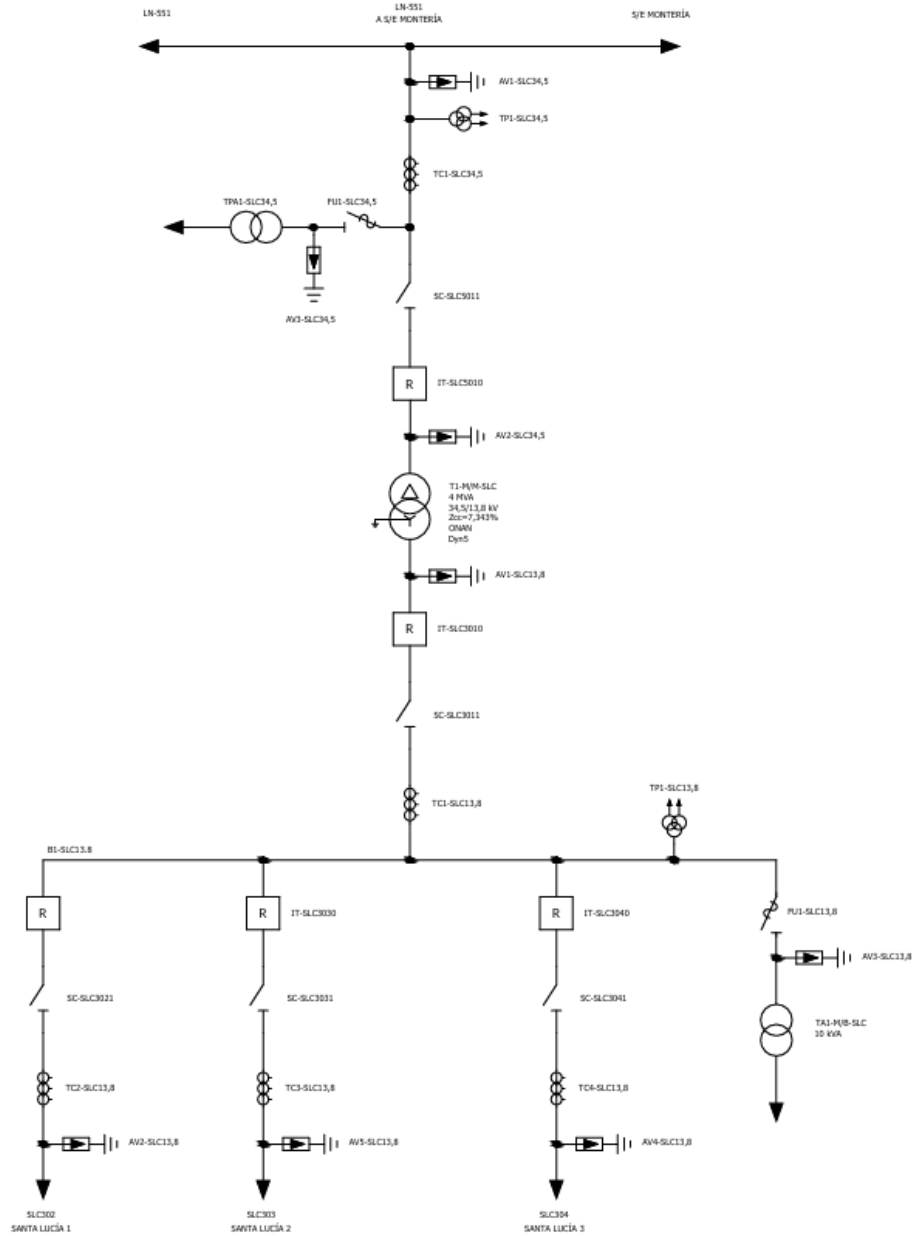 LN-551
LN-551
A S/E MONTERÍA
S/E MONTERÍA
AV1-SLC34,5
TP1-SLC34,5
TC1-SLC34,5
TPA1-SLC34,5
FU1-SLC34,5
AV3-SLC34,5
SC-SLC5011
R
IT-SLC5010
AV2-SLC34,5
T1-M/M-SLC
4 MVA
34,5/13,8 kV
Zcc=7,343%
ONAN
Dyn5
AV1-SLC13,8
R
IT-SLC3010
SC-SLC3011
TC1-SLC13,8
TP1-SLC13,8
B1-SLC13.8
R
R
IT-SLC3030
R
IT-SLC3040
FU1-SLC13,8
AV3-SLC13,8
SC-SLC3021
SC-SLC3031
SC-SLC3041
TA1-M/B-SLC
10 kVA
TC2-SLC13,8
TC3-SLC13,8
TC4-SLC13,8
AV2-SLC13,8
AV5-SLC13,8
AV4-SLC13,8
SLC302
SANTA LUCÍA 1
SLC303
SANTA LUCÍA 2
SLC304
SANTA LUCÍA 3